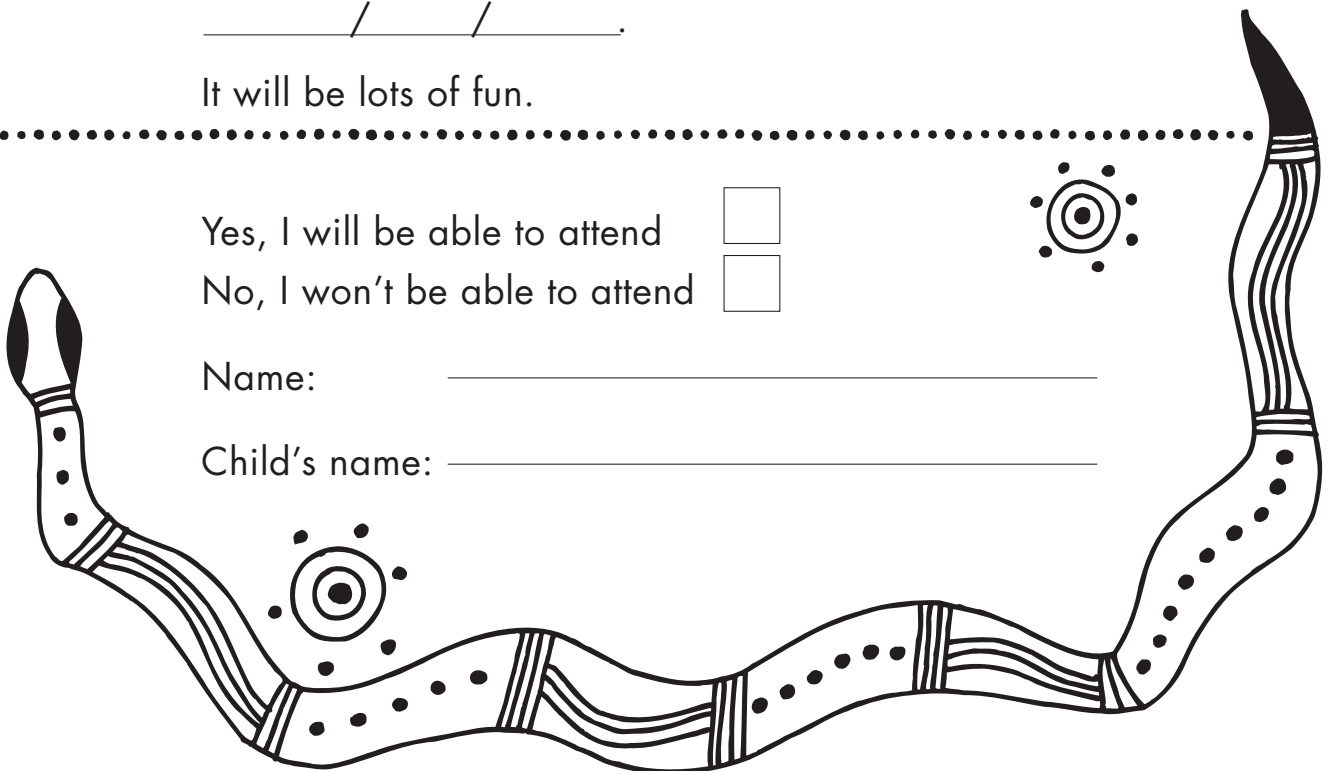 / / .
It will be lots of fun.
Yes, I will be able to attend
No, I won't be able to attend
Name:
Child's name: